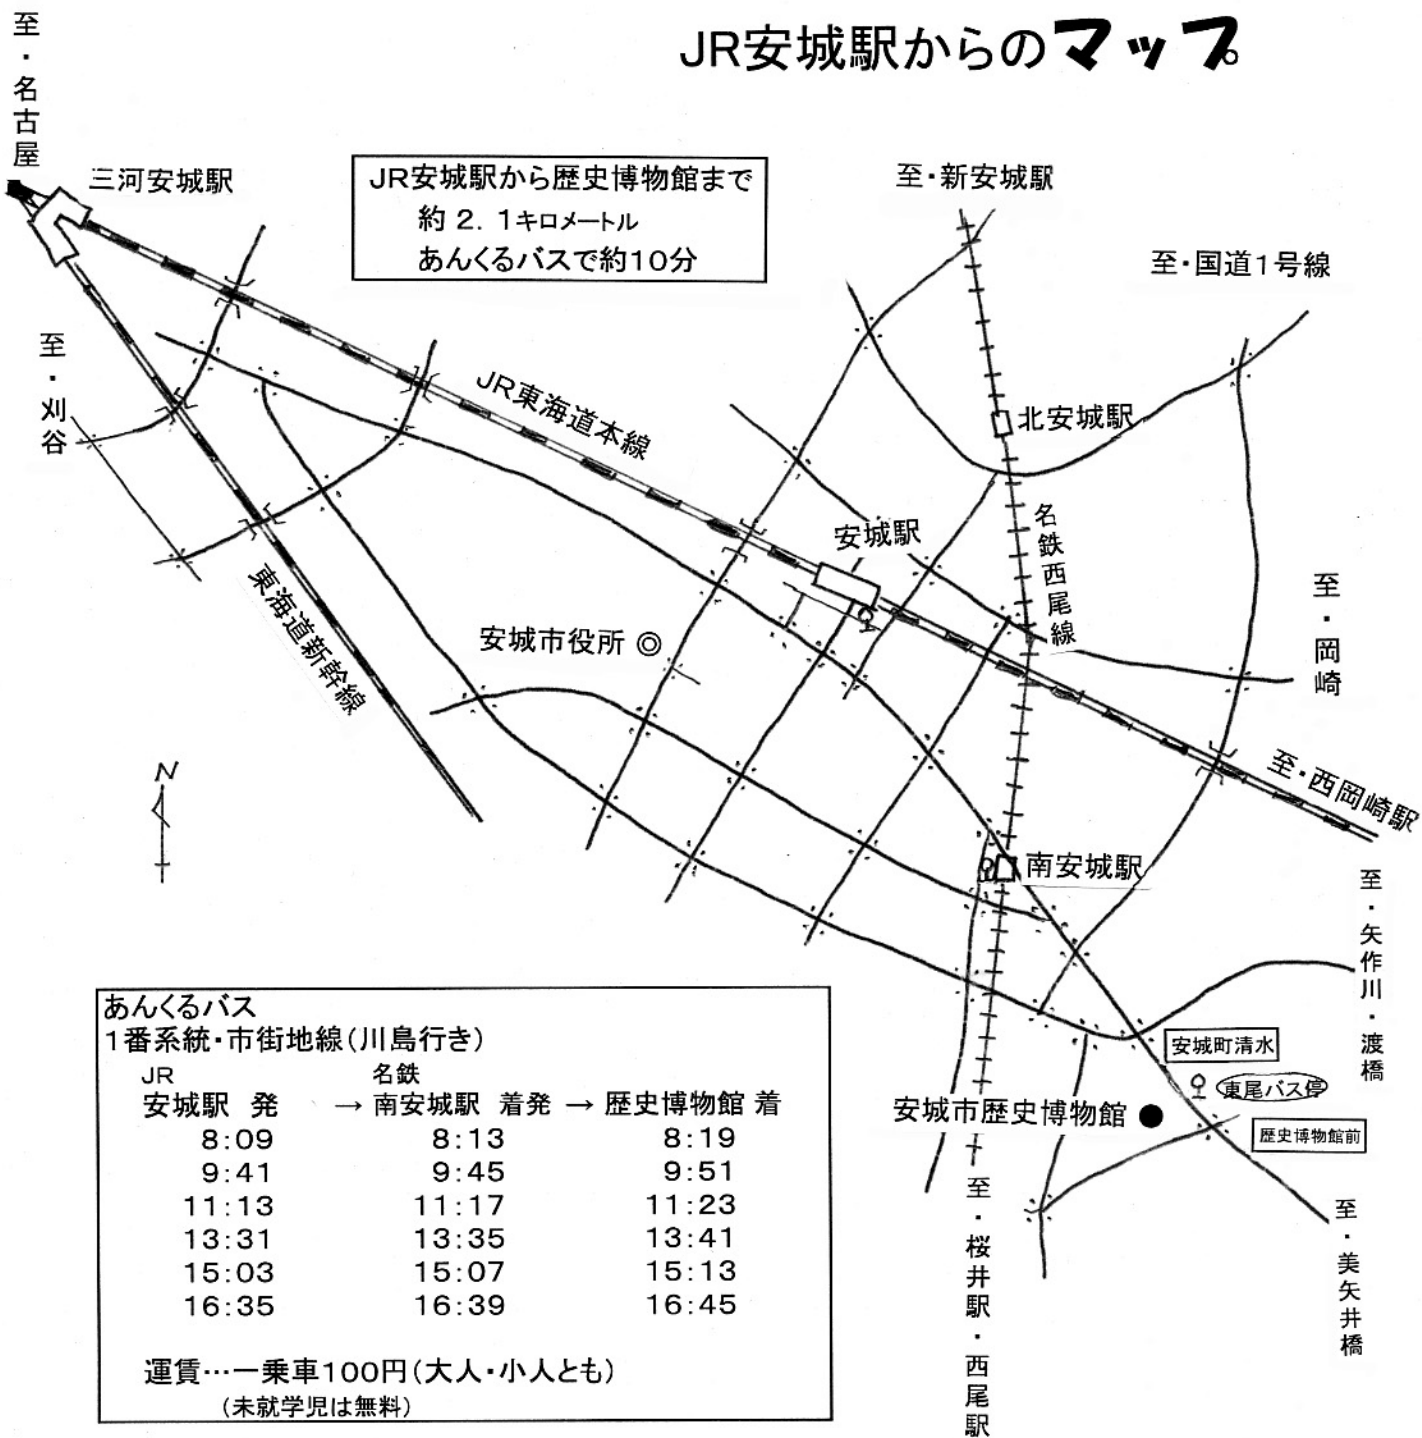 JR安城駅からのマップ
至・名古屋
三河安城駅
JR安城駅から歴史博物館まで
約 2. 1キロメートル
あんくるバスで約10分
至・新安城駅
至・国道1号線
至・刈谷
JR東海道本線
北安城駅
安城駅
名鉄西尾線
東海道新幹線
安城市役所
至・岡崎
N
至・西岡崎駅
南安城駅
至・矢作川・渡橋
安城町清水
東尾バス停
安城市歴史博物館
歴史博物館前
至・桜井駅・西尾駅
至・美矢井橋
あんくるバス
1番系統・市街地線(川島行き)
JR 名鉄
安城駅 発 → 南安城駅 着発 → 歴史博物館 着
8:09 8:13 8:19
9:41 9:45 9:51
11:13 11:17 11:23
13:31 13:35 13:41
15:03 15:07 15:13
16:35 16:39 16:45
運賃…一乗車100円(大人・小人とも)
(未就学児は無料)